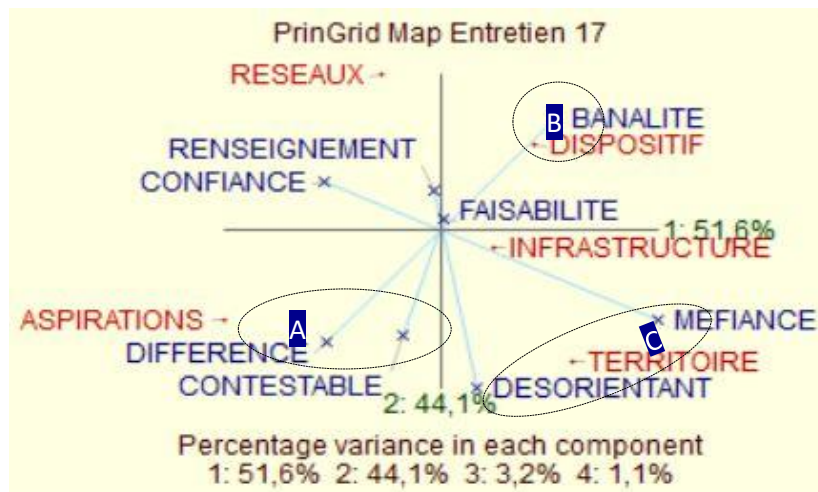 PrinGrid Map Entretien 17
RESEAUX
B
BANALITE
DISPOSITIF
RENSEIGNEMENT
CONFIANCE
FAISABILITE
1: 51,6%
INFRASTRUCTURE
ASPIRATIONS
A
MEFIANCE
C
DIFFERENCE
TERRITOIRE
CONTESTABLE
DESORIENTANT
2: 44,1%
Percentage variance in each component
1: 51,6% 2: 44,1% 3: 3,2% 4: 1,1%